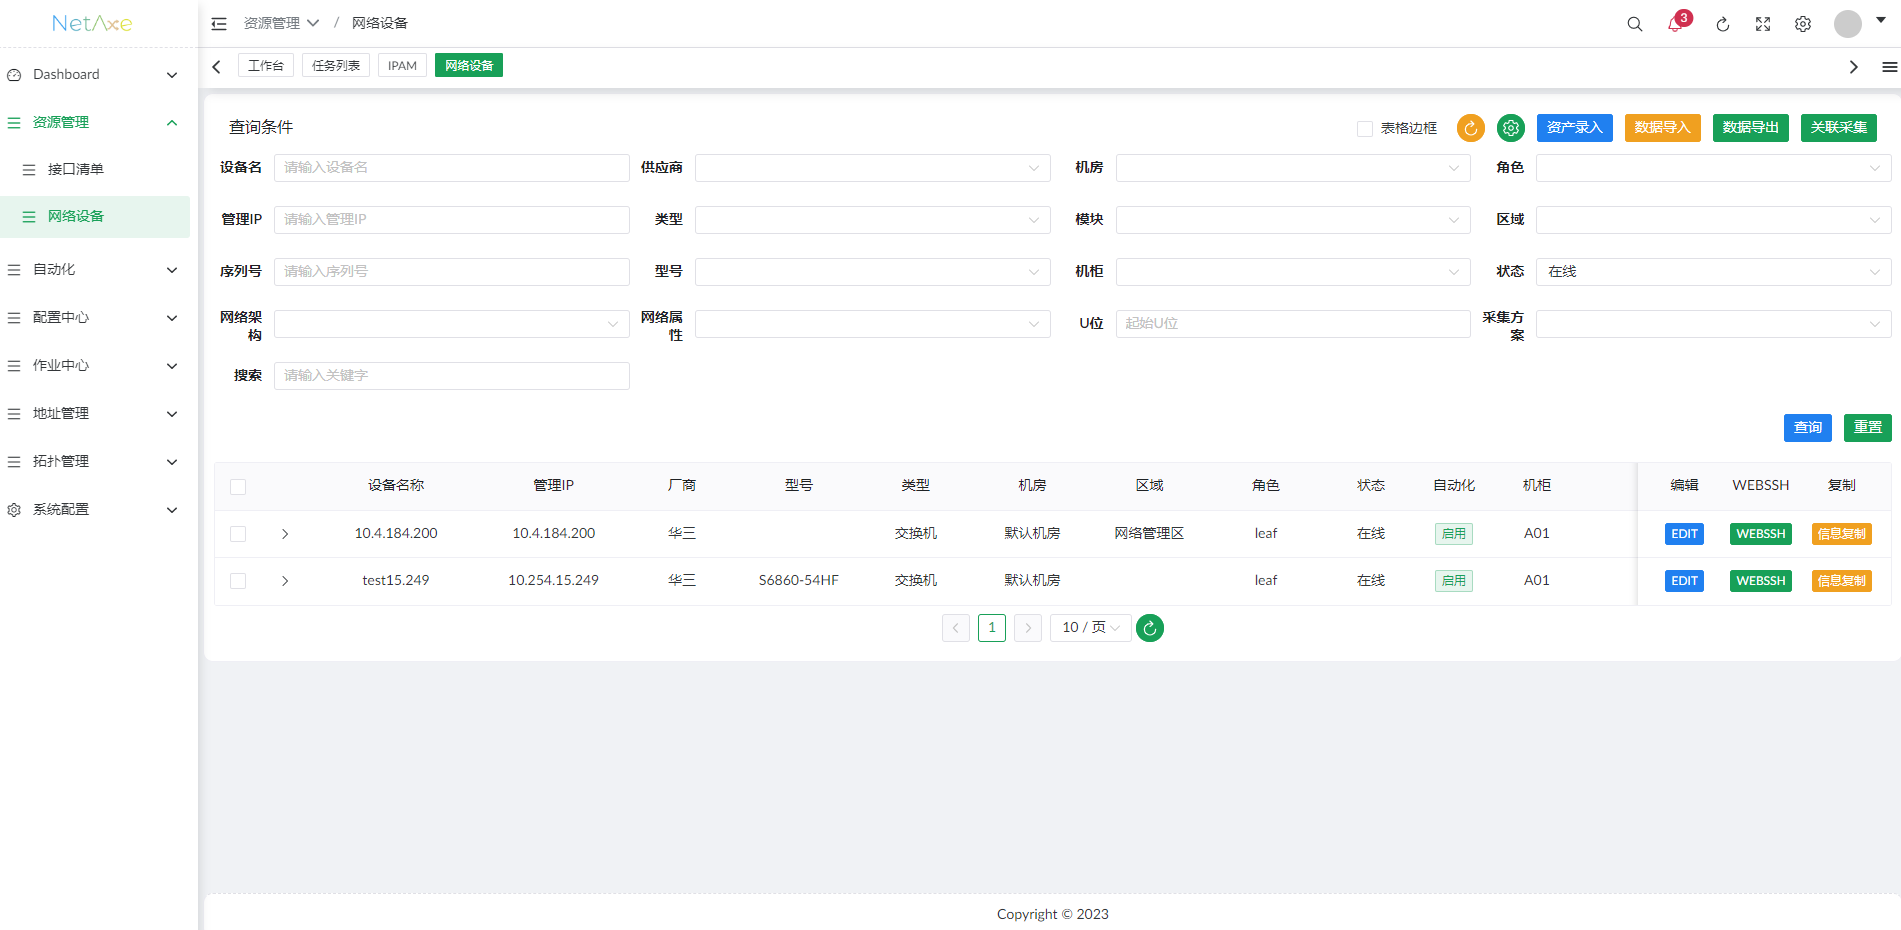 NetAxe
资源管理 / 网络设备
3
Dashboard
资源管理
接口清单
网络设备
自动化
配置中心
作业中心
地址管理
拓扑管理
系统配置
工作台 任务列表 IPAM 网络设备
查询条件 表格边框 资产录入 数据导入 数据导出 关联采集
设备名 请输入设备名 供应商 机房 角色
管理IP 请输入管理IP 类型 模块 区域
序列号 请输入序列号 型号 机柜 状态 在线
网络架构 网络属性 U位 起始U位 采集方案
搜索 请输入关键字
查询 重置
设备名称 管理IP 厂商 型号 类型 机房 区域 角色 状态 自动化 机柜 编辑 WEBSSH 复制
10.4.184.200 10.4.184.200 华三 交换机 默认机房 网络管理区 leaf 在线 启用 A01 EDIT WEBSSH 信息复制
test15.249 10.254.15.249 华三 S6860-54HF 交换机 默认机房 leaf 在线 启用 A01 EDIT WEBSSH 信息复制
1 10 / 页
Copyright © 2023